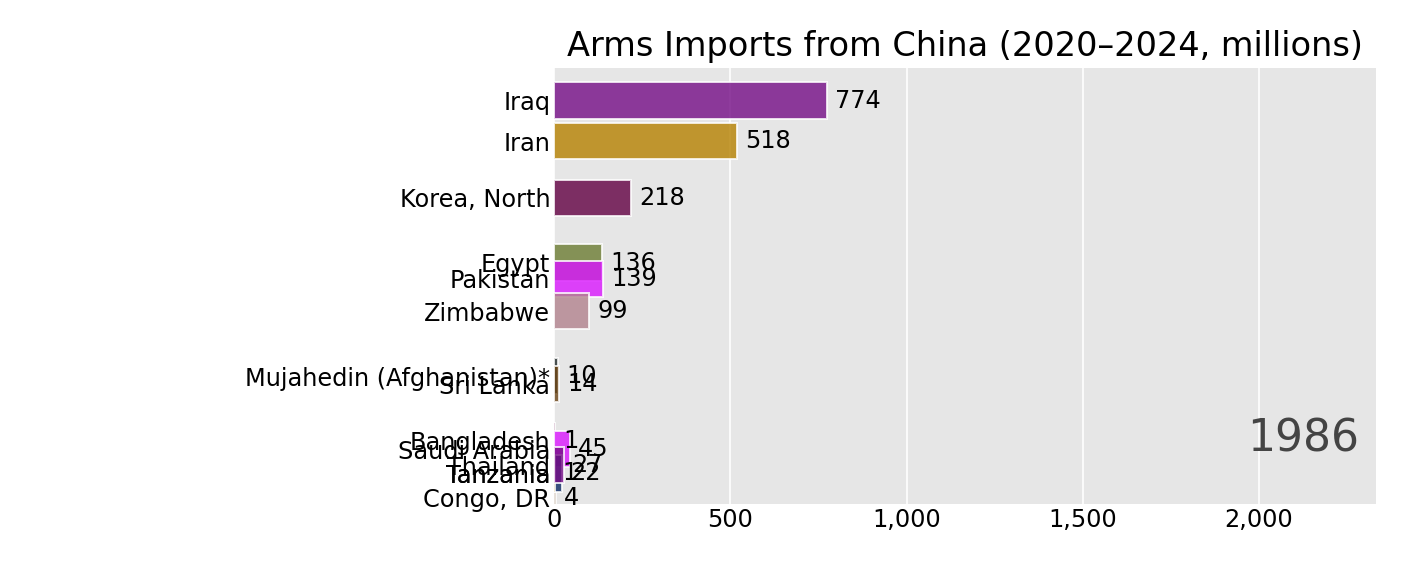 Arms Imports from China (2020–2024, millions)
Iraq 774
Iran 518
Korea, North 218
Egypt 136
Pakistan 139
Zimbabwe 99
Mujahedin (Afghanistan)* 10
Sri Lanka 14
Bangladesh 1
Saudi Arabia 45
Thailand 27
Tanzania 22
Congo, DR 4
1986
0 500 1,000 1,500 2,000